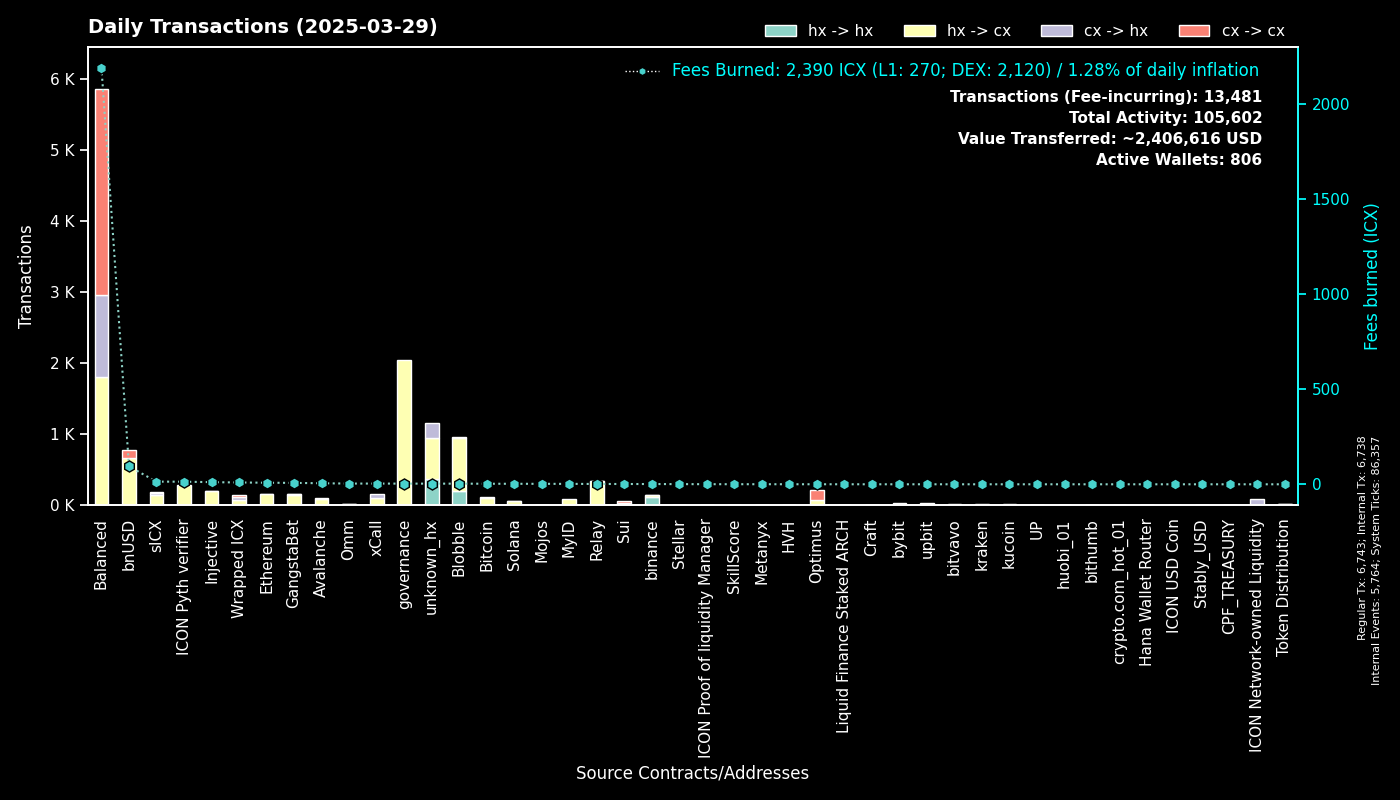 Daily Transactions (2025-03-29)
hx -> hx
hx -> cx
cx -> hx
cx -> cx
Fees Burned: 2,390 ICX (L1: 270; DEX: 2,120) / 1.28% of daily inflation
Transactions (Fee-incurring): 13,481
Total Activity: 105,602
Value Transferred: ~2,406,616 USD
Active Wallets: 806
Transactions
6 K
5 K
4 K
3 K
2 K
1 K
0 K
2000
1500
1000
500
0
Fees burned (ICX)
Regular Tx: 6,743; Internal Tx: 6,738
Internal Events: 5,764; System Ticks: 86,357
Balanced
bnUSD
sICX
ICON Pyth verifier
Injective
Wrapped ICX
Ethereum
GangstaBet
Avalanche
Omm
xCall
governance
unknown_hx
Blobble
Bitcoin
Solana
Mojos
MyID
Relay
Sui
binance
Stellar
ICON Proof of liquidity Manager
SkillScore
Metanyx
HVH
Optimus
Liquid Finance Staked ARCH
Craft
bybit
upbit
bitvavo
kraken
kucoin
UP
huobi_01
bithumb
crypto.com_hot_01
Hana Wallet Router
ICON USD Coin
Stably_USD
CPF_TREASURY
ICON Network-owned Liquidity
Token Distribution
Source Contracts/Addresses